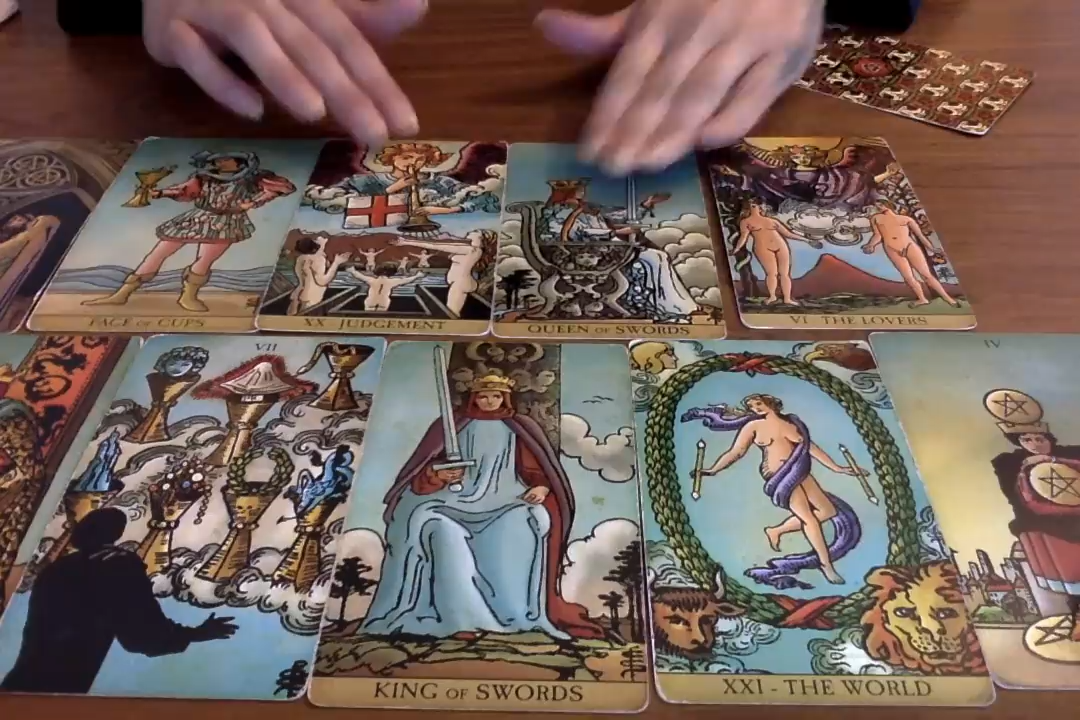 PAGE OF CUPS
XX JUDGEMENT
QUEEN OF SWORDS
VI THE LOVERS
VII
IV
KING OF SWORDS
XXI - THE WORLD